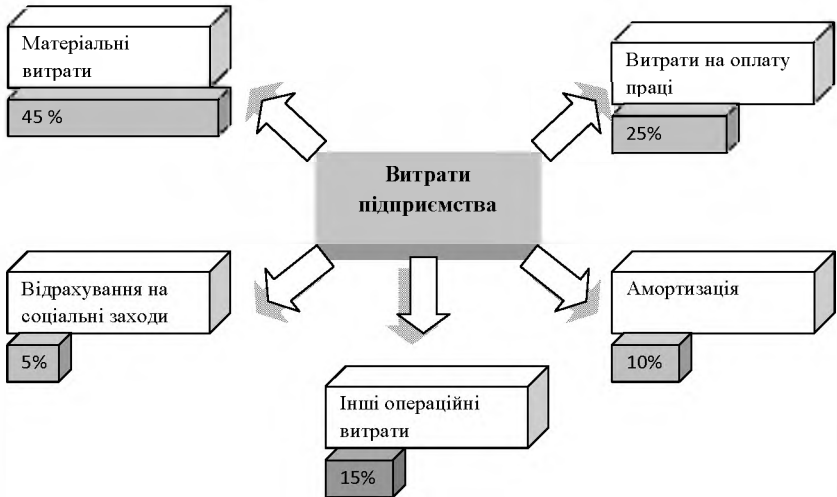 Матеріальні
витрати
45 %
Витрати на оплату
праці
25%
Витрати
підприємства
Відрахування на
соціальні заходи
5%
Амортизація
10%
Інші операційні
витрати
15%